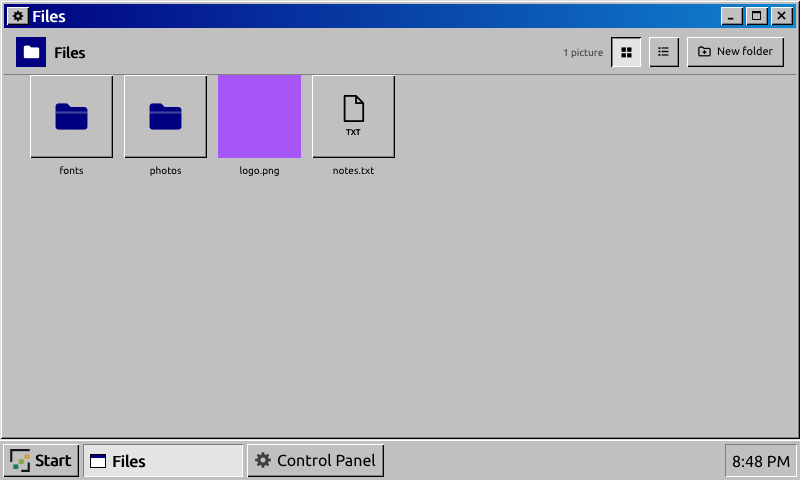 Files
Files
1 picture
New folder
TXT
fonts
photos
logo.png
notes.txt
Start
Files
Control Panel
8:48 PM